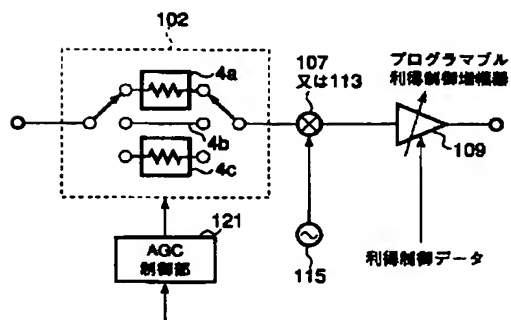 102
4a
4b
4c
107
又は113
プログラマブル
利得制御増幅器
109
121
AGC
制御部
115
利得制御データ